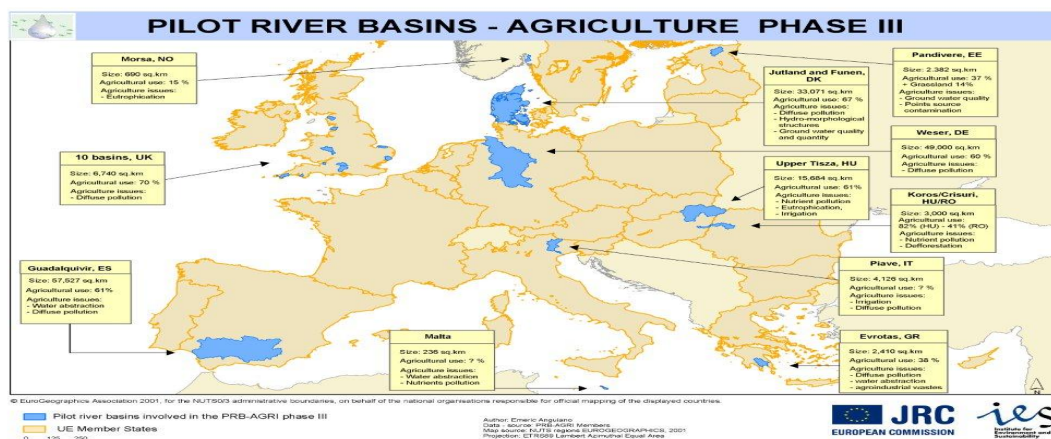 PILOT RIVER BASINS - AGRICULTURE PHASE III
Morsa, NO
Size: 690 sq.km
Agricultural use: 15 %
Agriculture issues:
- Eutrophication
10 basins, UK
Size: 6,740 sq.km
Agricultural use: 70 %
Agriculture issues:
- Diffuse pollution
Guadalquivir, ES
Size: 57,527 sq.km
Agricultural use: 61%
Agriculture issues:
- Water abstraction
- Diffuse pollution
Malta
Size: 236 sq.km
Agricultural use: ? %
Agriculture issues:
- Water abstraction
- Nutrients pollution
Jutland and Funen,
DK
Size: 33,071 sq.km
Agricultural use: 67 %
Agriculture issues:
- Diffuse pollution
- Hydro-morphological
structures
- Ground water quality
and quantity
Pandivere, EE
Size: 2.382 sq.km
Agricultural use: 37 %
+ Grassland 14%
Agriculture issues:
- Ground water quality
- Points source
contamination
Weser, DE
Size: 49,000 sq.km
Agricultural use: 60 %
Agriculture issues:
- Diffuse pollution
Upper Tisza, HU
Size: 15,684 sq.km
Agricultural use: 61%
Agriculture issues:
- Nutrient pollution
- Eutrophication,
- Irrigation
Koros/Crisuri,
HU/RO
Size: 3,000 sq.km
Agricultural use:
82% (HU) - 41% (RO)
Agriculture issues:
- Nutrient pollution
- Defforestation
Piave, IT
Size: 4,126 sq.km
Agricultural use: ? %
Agriculture issues:
- Irrigation
- Diffuse pollution
Evrotas, GR
Size: 2,410 sq.km
Agricultural use: 38 %
Agriculture issues:
- Diffuse pollution
- water abstraction
- agroindustrial wastes
N
© EuroGeographics Association 2001, for the NUTS0/3 administrative boundaries, on behalf of the national organisations responsible for official mapping of the displayed countries.
Pilot river basins involved in the PRB-AGRI phase III
UE Member States
0 125 250
Author: Emeric Anguiano
Data - source: PRB-AGRI Members
Map source: NUTS regions EUROGEOGRAPHICS, 2001
Projection: ETRS89 Lambert Azimuthal Equal Area
JRC
EUROPEAN COMMISSION
ies
Institute for
Environment and
Sustainability